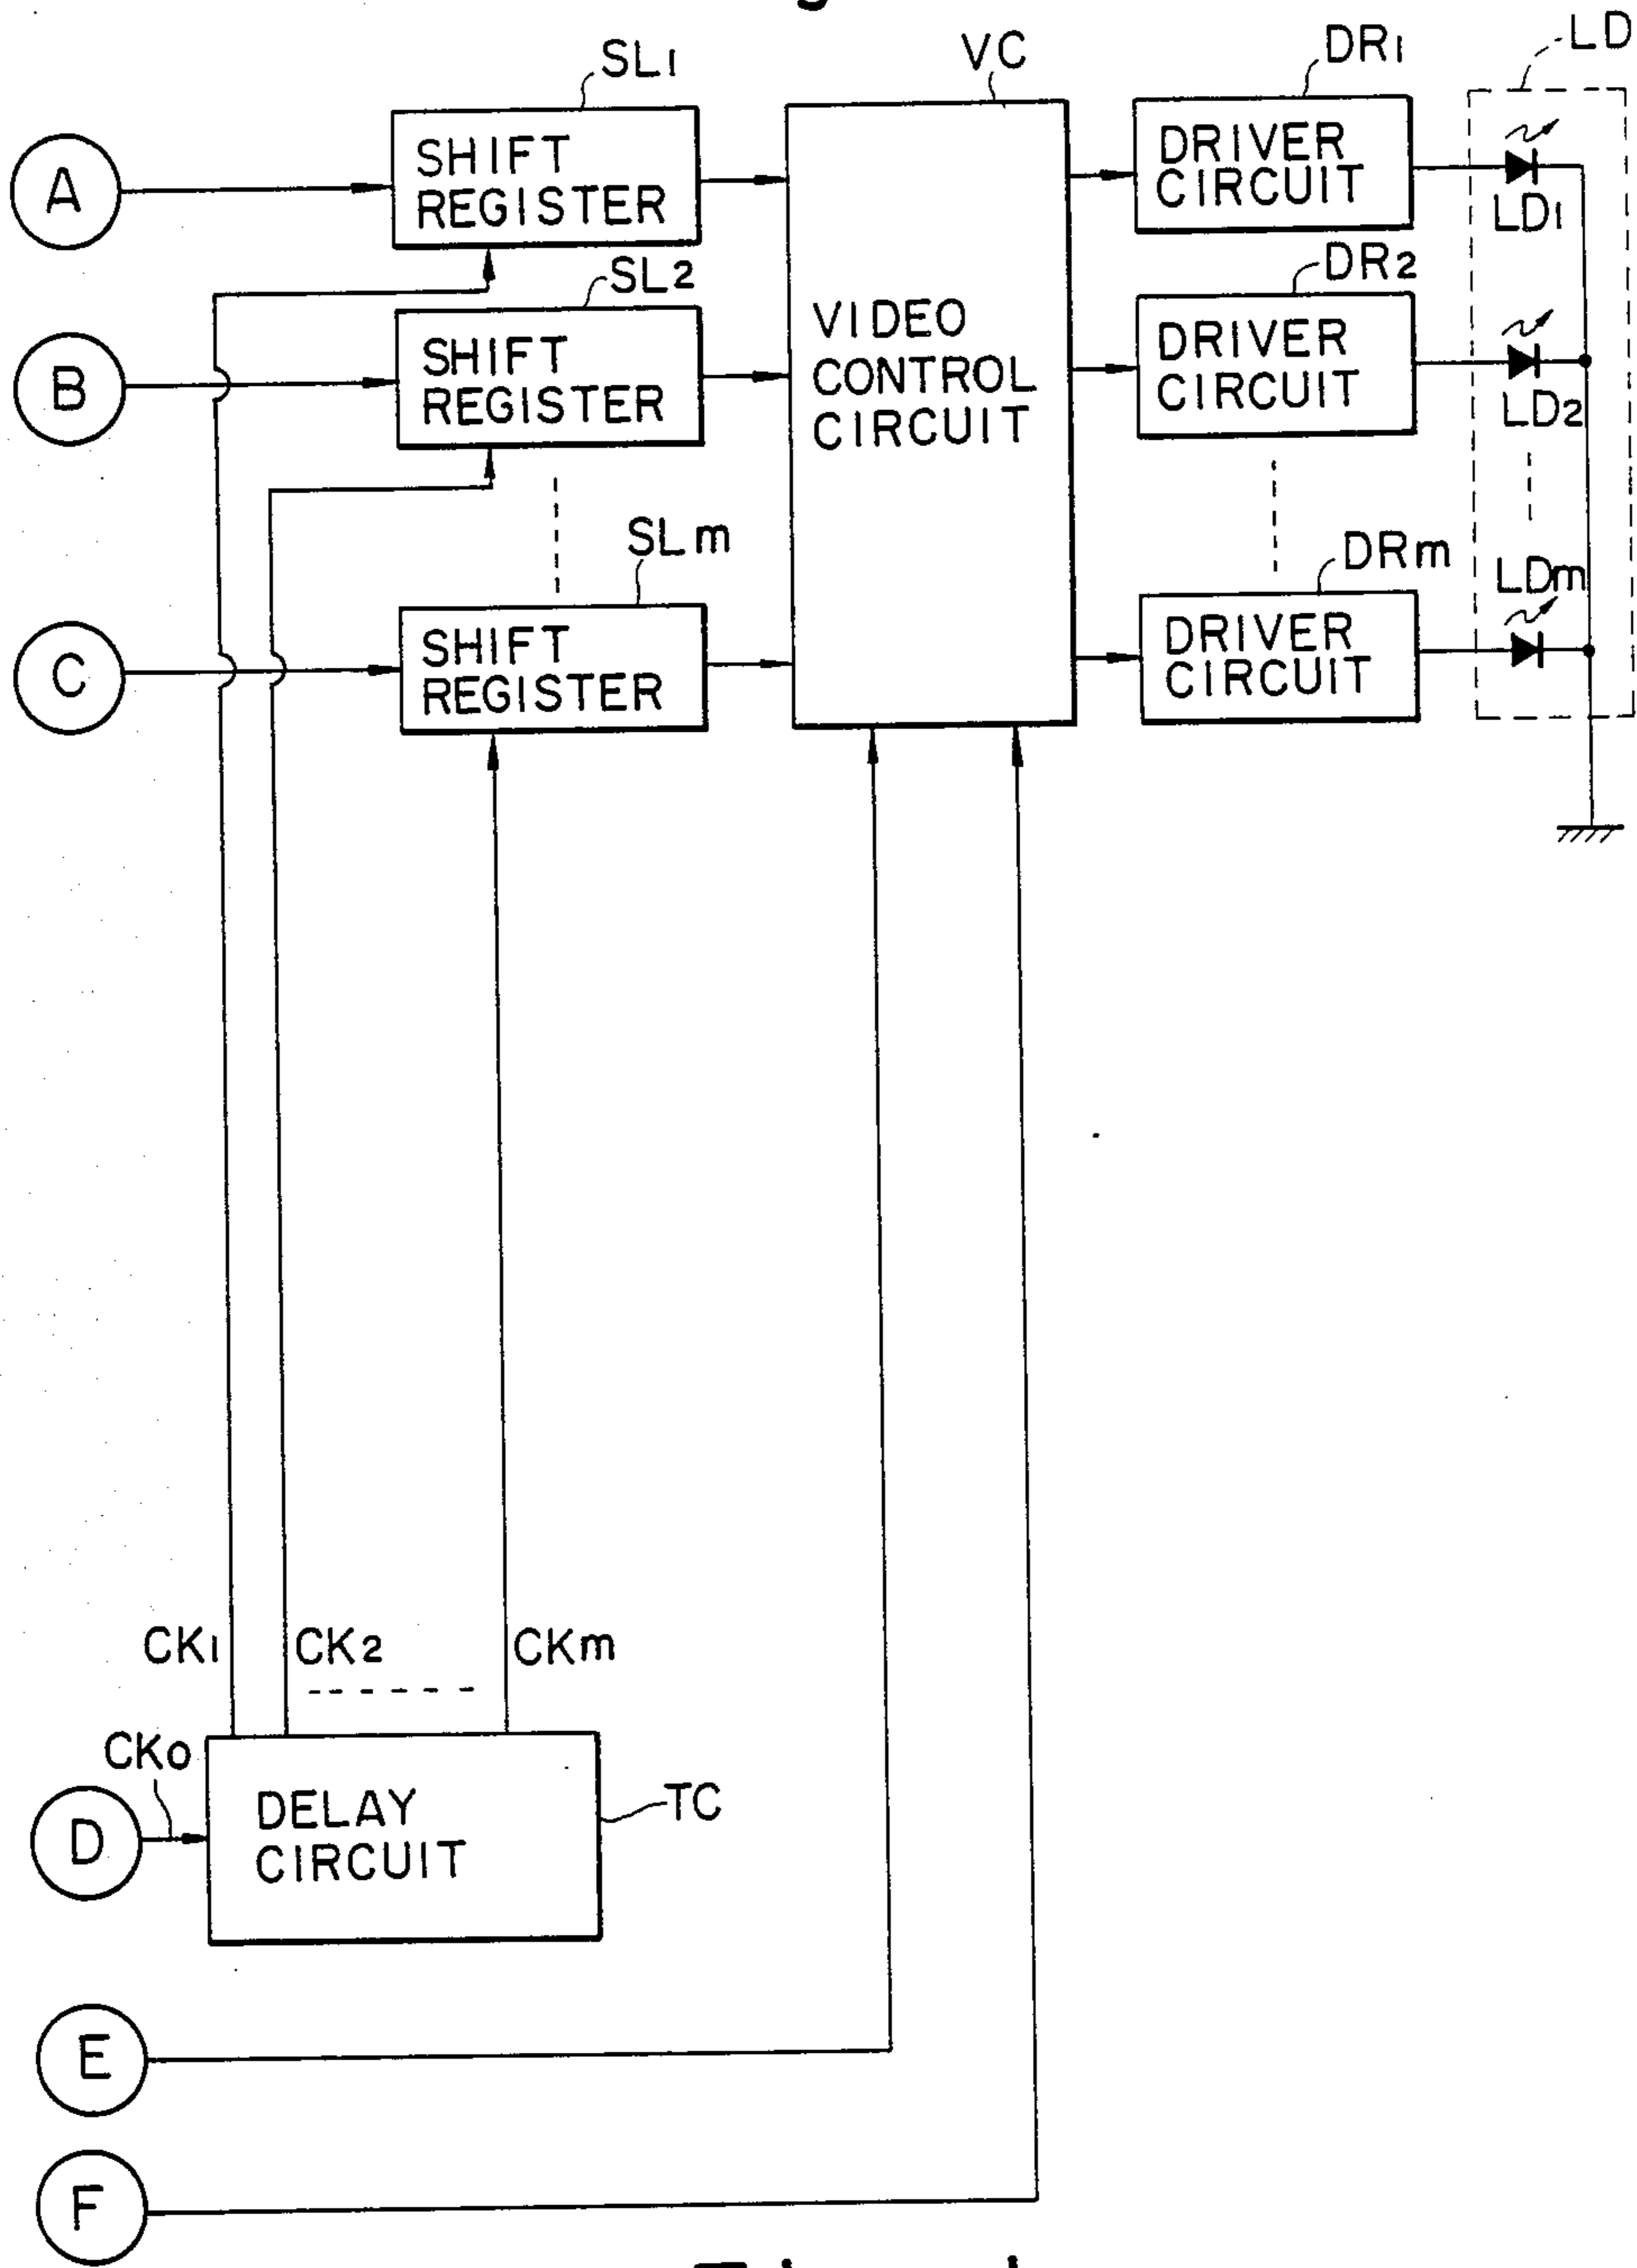 SL1
VC
DR1
LD
A
SHIFT
REGISTER
DRIVER
CIRCUIT
LD1
SL2
DR2
B
SHIFT
REGISTER
VIDEO
CONTROL
CIRCUIT
DRIVER
CIRCUIT
LD2
SLm
DRm
LDm
C
SHIFT
REGISTER
DRIVER
CIRCUIT
CK1
CK2
CKm
CKo
D
DELAY
CIRCUIT
TC
E
F